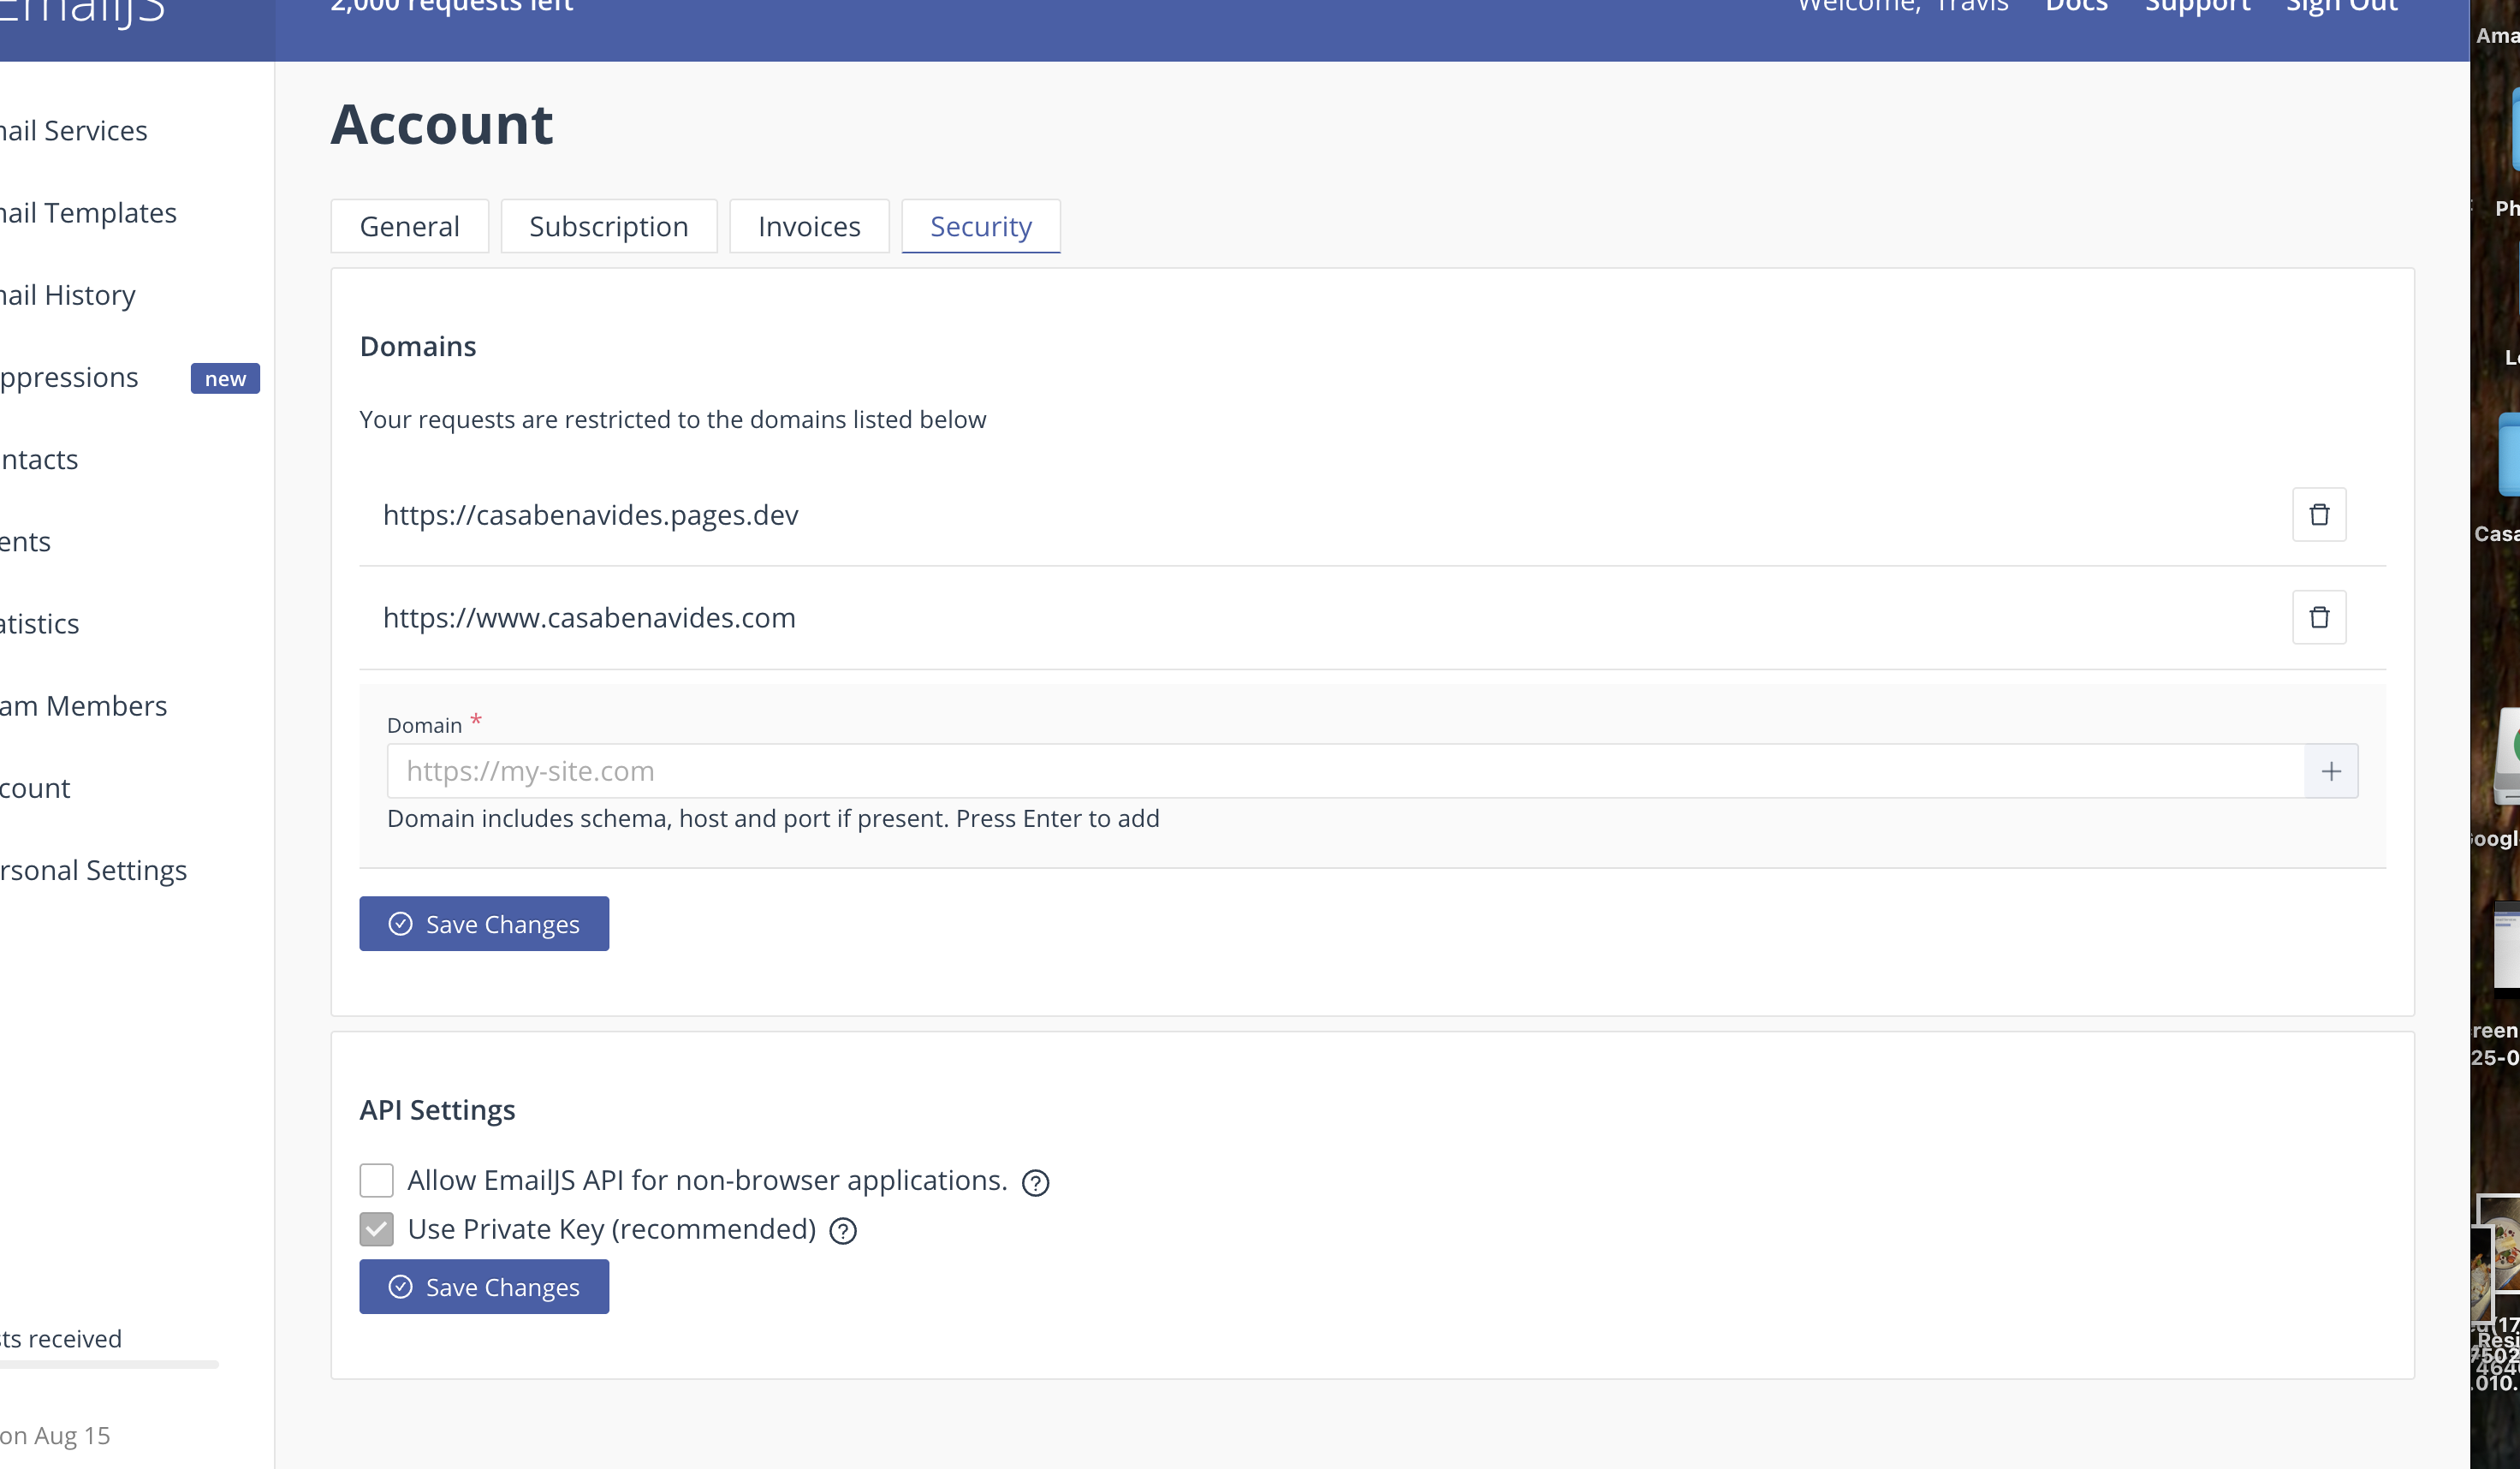 EmailJS
2,000 requests left
Welcome, Travis
Docs
Support
Sign Out
ail Services
ail Templates
ail History
ppressions
new
ntacts
ents
atistics
am Members
count
rsonal Settings
ts received
on Aug 15
Account
General
Subscription
Invoices
Security
Domains
Your requests are restricted to the domains listed below
https://casabenavides.pages.dev
https://www.casabenavides.com
Domain *
https://my-site.com
Domain includes schema, host and port if present. Press Enter to add
Save Changes
API Settings
Allow EmailJS API for non-browser applications.
Use Private Key (recommended)
Save Changes
Ama
Ph
Casa
oogl
reen
25-0
Resi